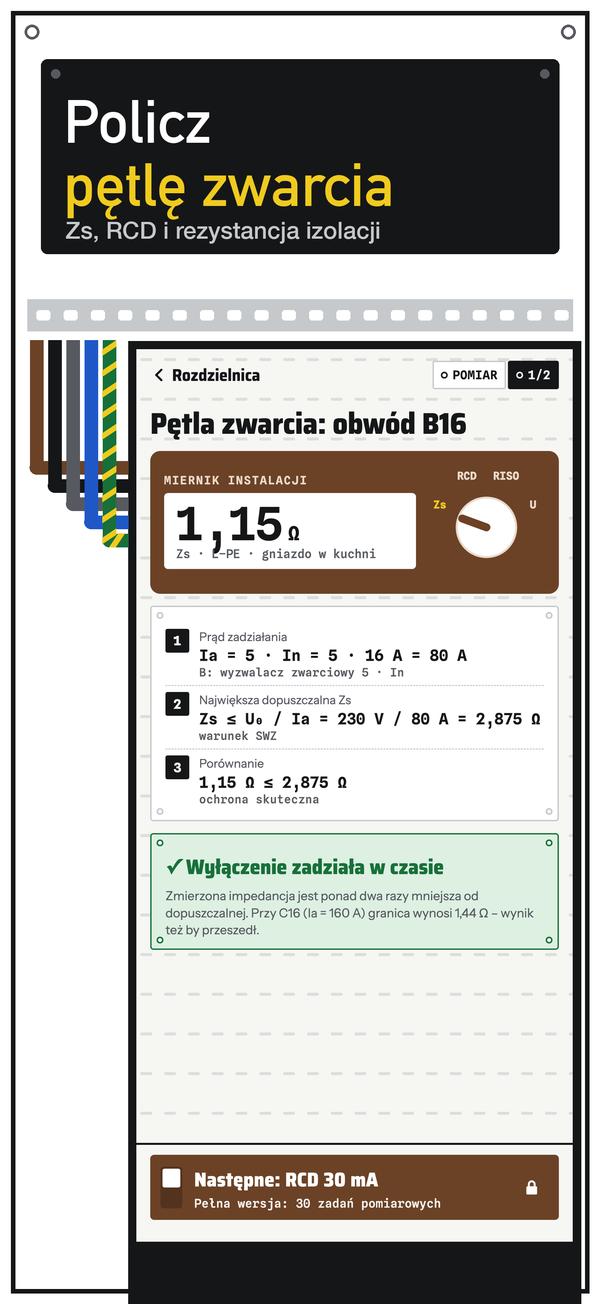 Policz
pętlę zwarcia
Zs, RCD i rezystancja izolacji
Rozdzielnica
POMIAR
1/2
Pętla zwarcia: obwód B16
MIERNIK INSTALACJI
RCD RISO
Zs
U
1,15 Ω
Zs · L-PE · gniazdo w kuchni
1
Prąd zadziałania
Ia = 5 · In = 5 · 16 A = 80 A
B: wyzwalacz zwarciowy 5 · In
2
Największa dopuszczalna Zs
Zs ≤ U₀ / Ia = 230 V / 80 A = 2,875 Ω
warunek SWZ
3
Porównanie
1,15 Ω ≤ 2,875 Ω
ochrona skuteczna
✓ Wyłączenie zadziała w czasie
Zmierzona impedancja jest ponad dwa razy mniejsza od
dopuszczalnej. Przy C16 (Ia = 160 A) granica wynosi 1,44 Ω – wynik
też by przeszedł.
Następne: RCD 30 mA
Pełna wersja: 30 zadań pomiarowych